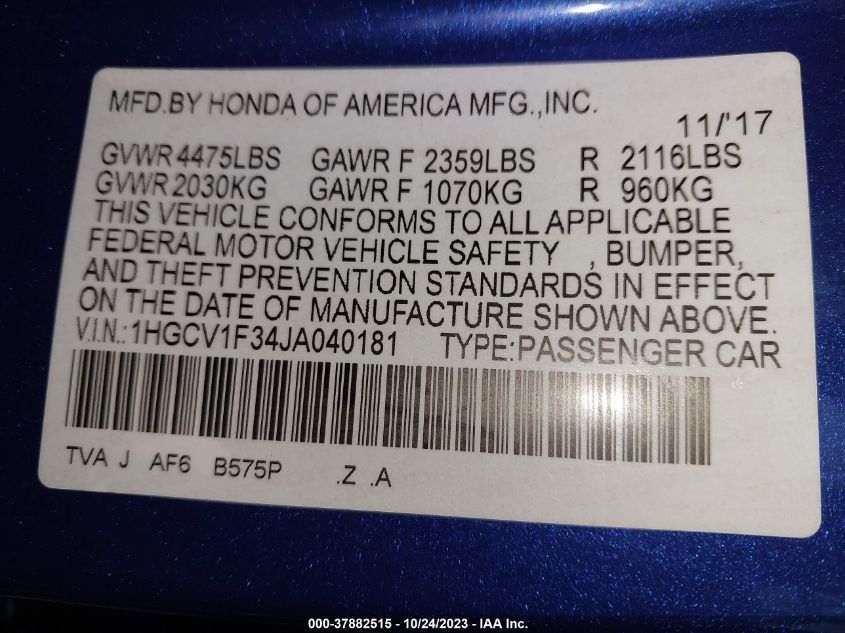 MFD.BY HONDA OF AMERICA MFG.,INC.
11/'17
GVWR 4475LBS GAWR F 2359LBS R 2116LBS
GVWR 2030KG GAWR F 1070KG R 960KG
THIS VEHICLE CONFORMS TO ALL APPLICABLE
FEDERAL MOTOR VEHICLE SAFETY , BUMPER,
AND THEFT PREVENTION STANDARDS IN EFFECT
ON THE DATE OF MANUFACTURE SHOWN ABOVE.
V.I.N.:1HGCV1F34JA040181 TYPE:PASSENGER CAR
TVA J AF6 B575P .Z .A
000-37882515 - 10/24/2023 - IAA Inc.